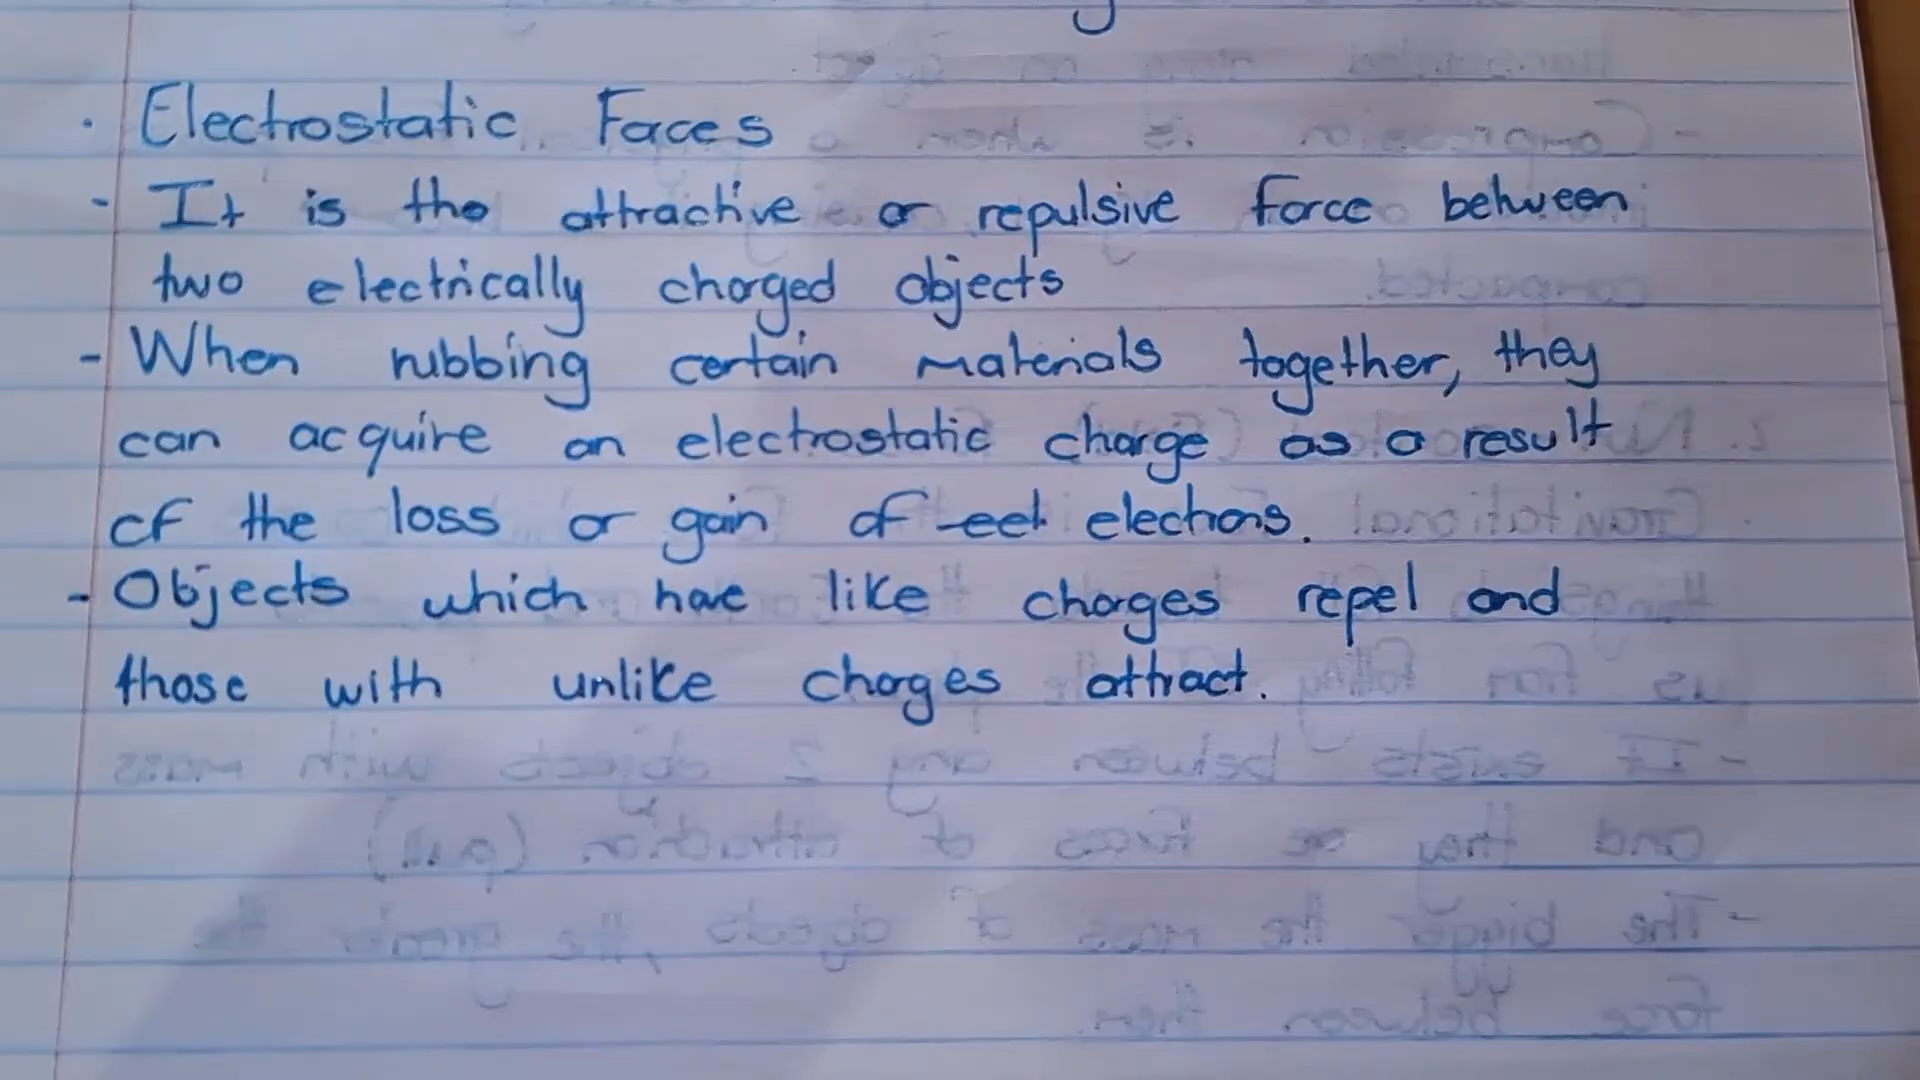 · Electrostatic Faces
- It is the attractive or repulsive force between
two electrically charged objects
- When rubbing certain materials together, they
can acquire an electrostatic charge as a result
of the loss or gain of eel elections.
- Objects which have like charges repel and
those with unlike charges attract.